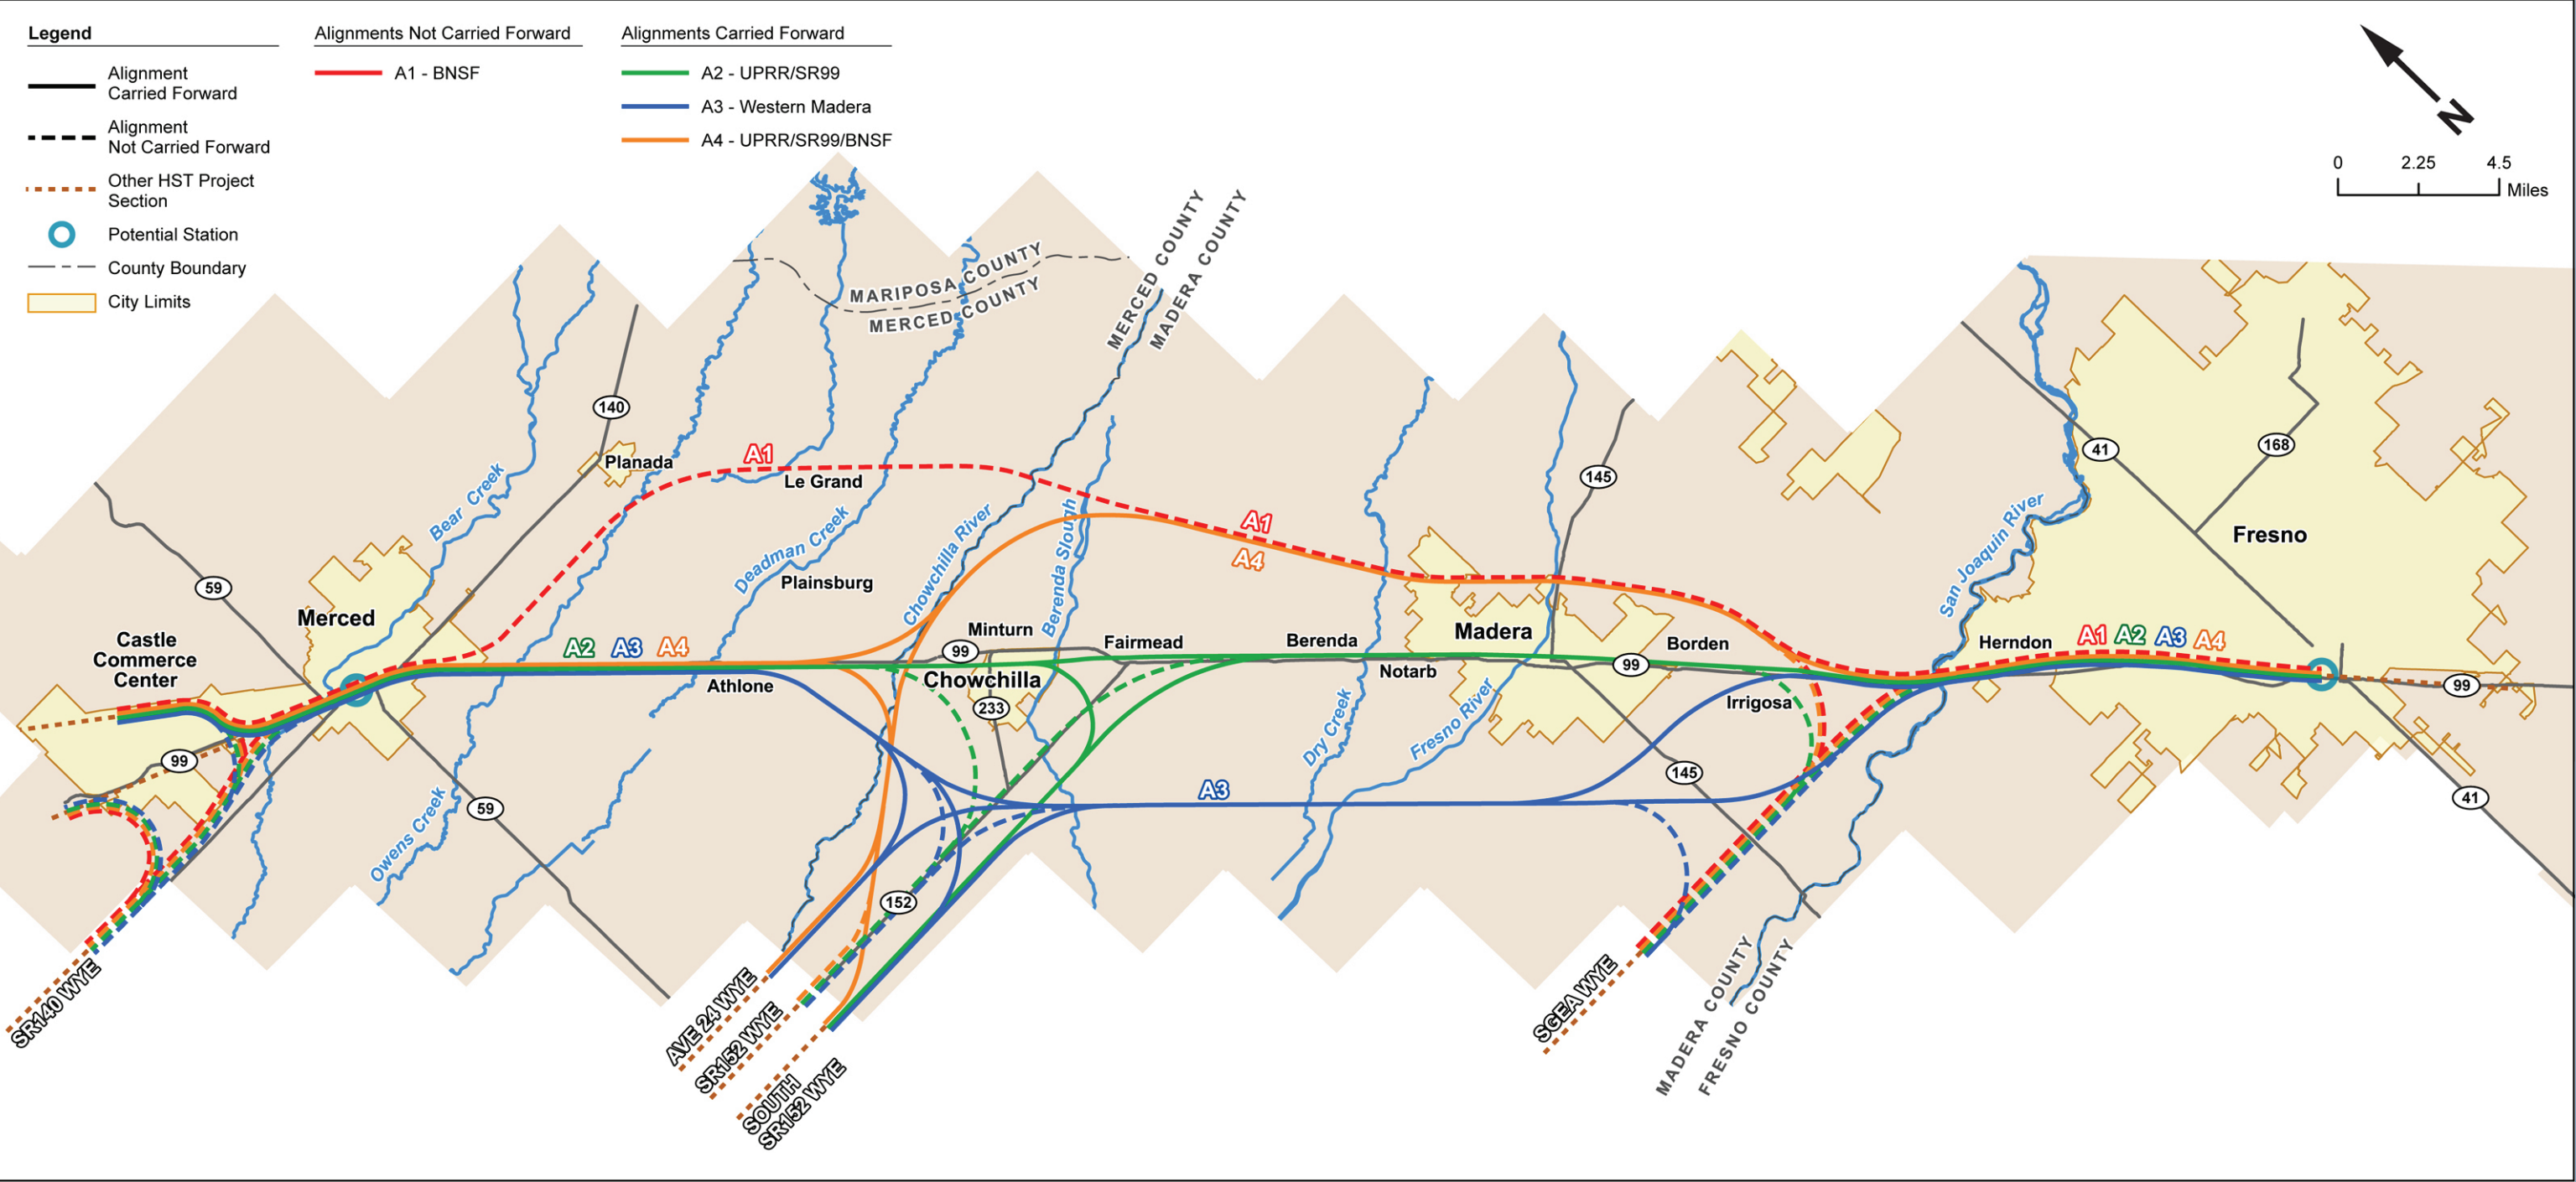 Legend
Alignment
Carried Forward
Alignment
Not Carried Forward
Other HST Project
Section
Potential Station
County Boundary
City Limits
Alignments Not Carried Forward
A1 - BNSF
Alignments Carried Forward
A2 - UPRR/SR99
A3 - Western Madera
A4 - UPRR/SR99/BNSF
N
0 2.25 4.5
Miles
MARIPOSA COUNTY
MERCED COUNTY
MERCED COUNTY
MADERA COUNTY
140
Planada
A1
Le Grand
Bear Creek
Deadman Creek
Plainsburg
Chowchilla River
Berenda Slough
A1
A4
145
41
168
Fresno
San Joaquin River
59
Merced
Castle
Commerce
Center
A2 A3 A4
Athlone
99
Minturn
Chowchilla
233
Fairmead
Berenda
Notarb
Madera
Borden
99
Irrigosa
Herndon
A1 A2 A3 A4
99
99
59
Owens Creek
Dry Creek
Fresno River
A3
145
41
152
SR140 WYE
AVE 24 WYE
SR152 WYE
SOUTH
SR152 WYE
SGEA WYE
MADERA COUNTY
FRESNO COUNTY